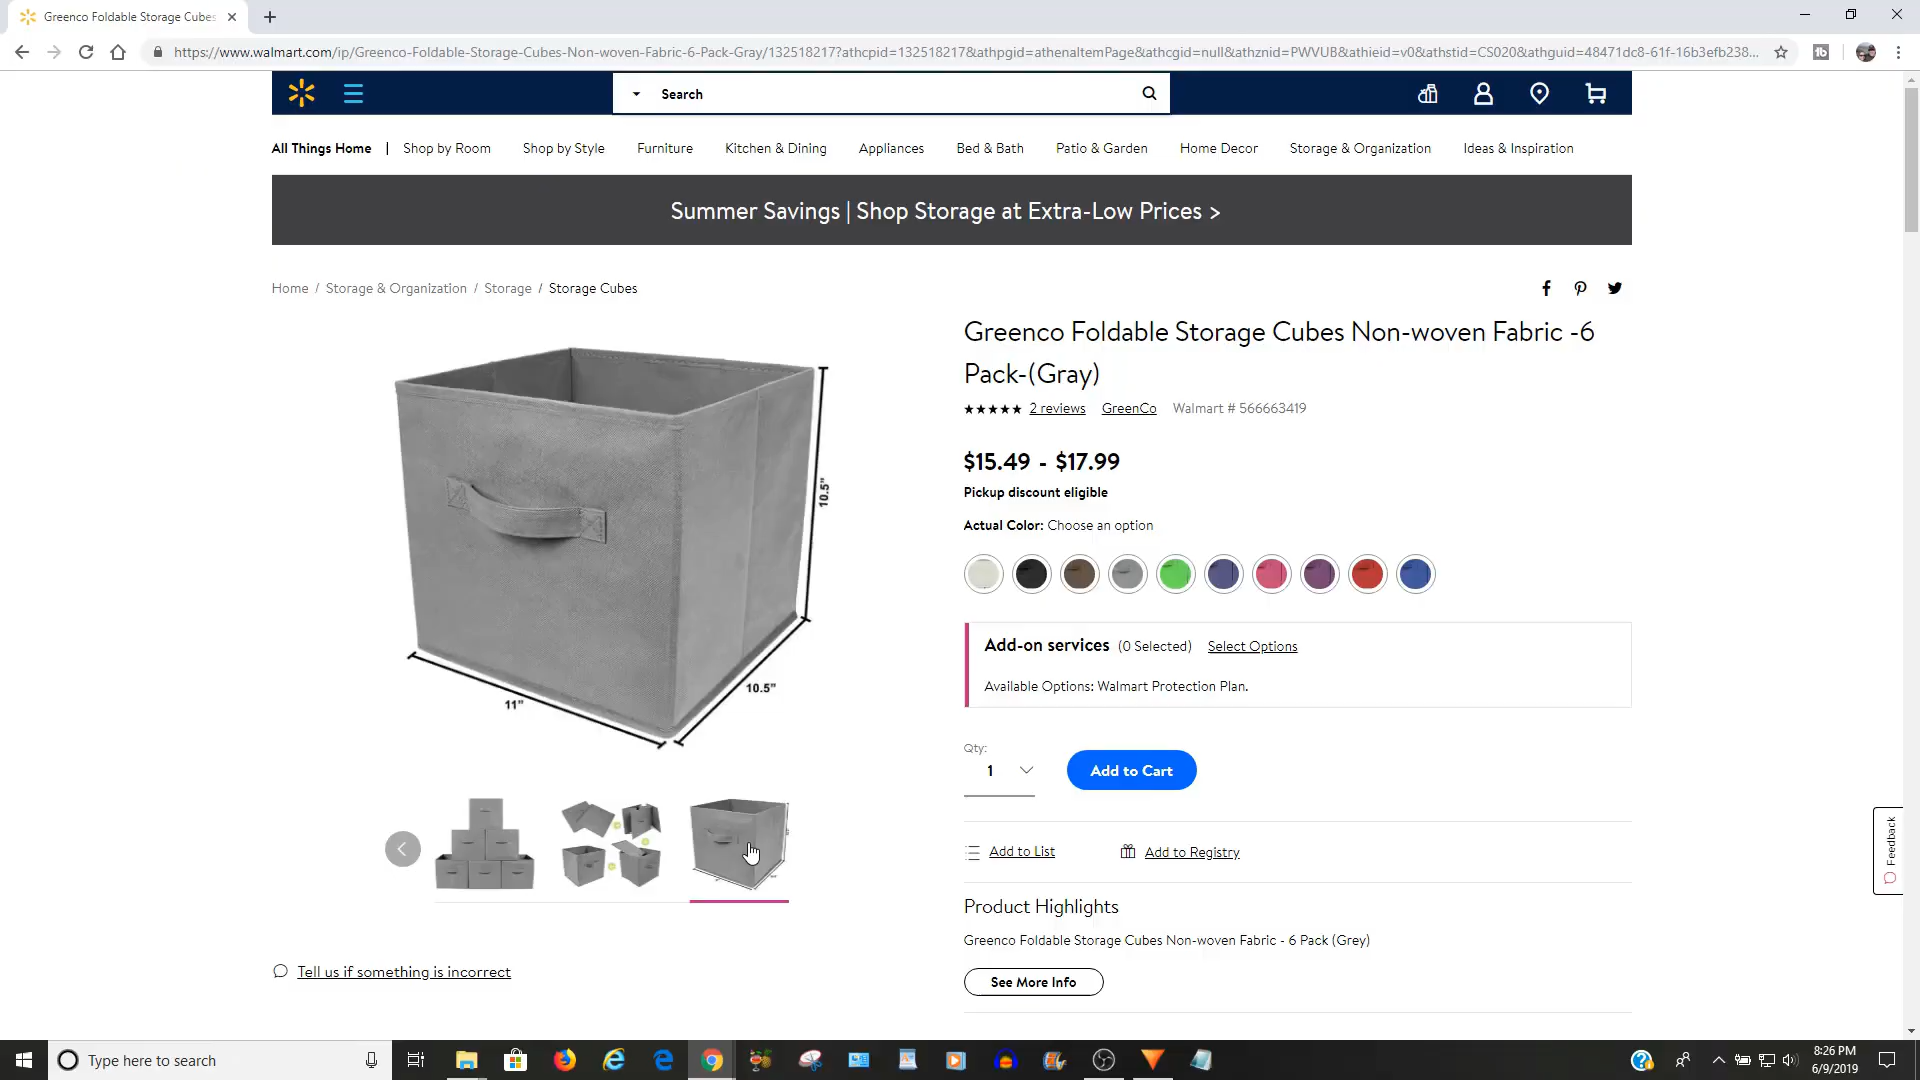 Greenco Foldable Storage Cubes
https://www.walmart.com/ip/Greenco-Foldable-Storage-Cubes-Non-woven-Fabric-6-Pack-Gray/132518217?athcpid=132518217&athpgid=athenaItemPage&athcgid=null&athznid=PWVUB&athieid=v0&athstid=CS020&athguid=48471dc8-61f-16b3efb238...
Search
All Things Home | Shop by Room Shop by Style Furniture Kitchen & Dining Appliances Bed & Bath Patio & Garden Home Decor Storage & Organization Ideas & Inspiration
Summer Savings | Shop Storage at Extra-Low Prices >
Home / Storage & Organization / Storage / Storage Cubes
Greenco Foldable Storage Cubes Non-woven Fabric -6
Pack-(Gray)
2 reviews GreenCo Walmart # 566663419
$15.49 - $17.99
Pickup discount eligible
Actual Color: Choose an option
10.5"
10.5"
11"
Add-on services (0 Selected) Select Options
Available Options: Walmart Protection Plan.
Qty:
1
Add to Cart
Add to List
Add to Registry
Feedback
Product Highlights
Greenco Foldable Storage Cubes Non-woven Fabric - 6 Pack (Grey)
See More Info
Tell us if something is incorrect
Type here to search
8:26 PM
6/9/2019